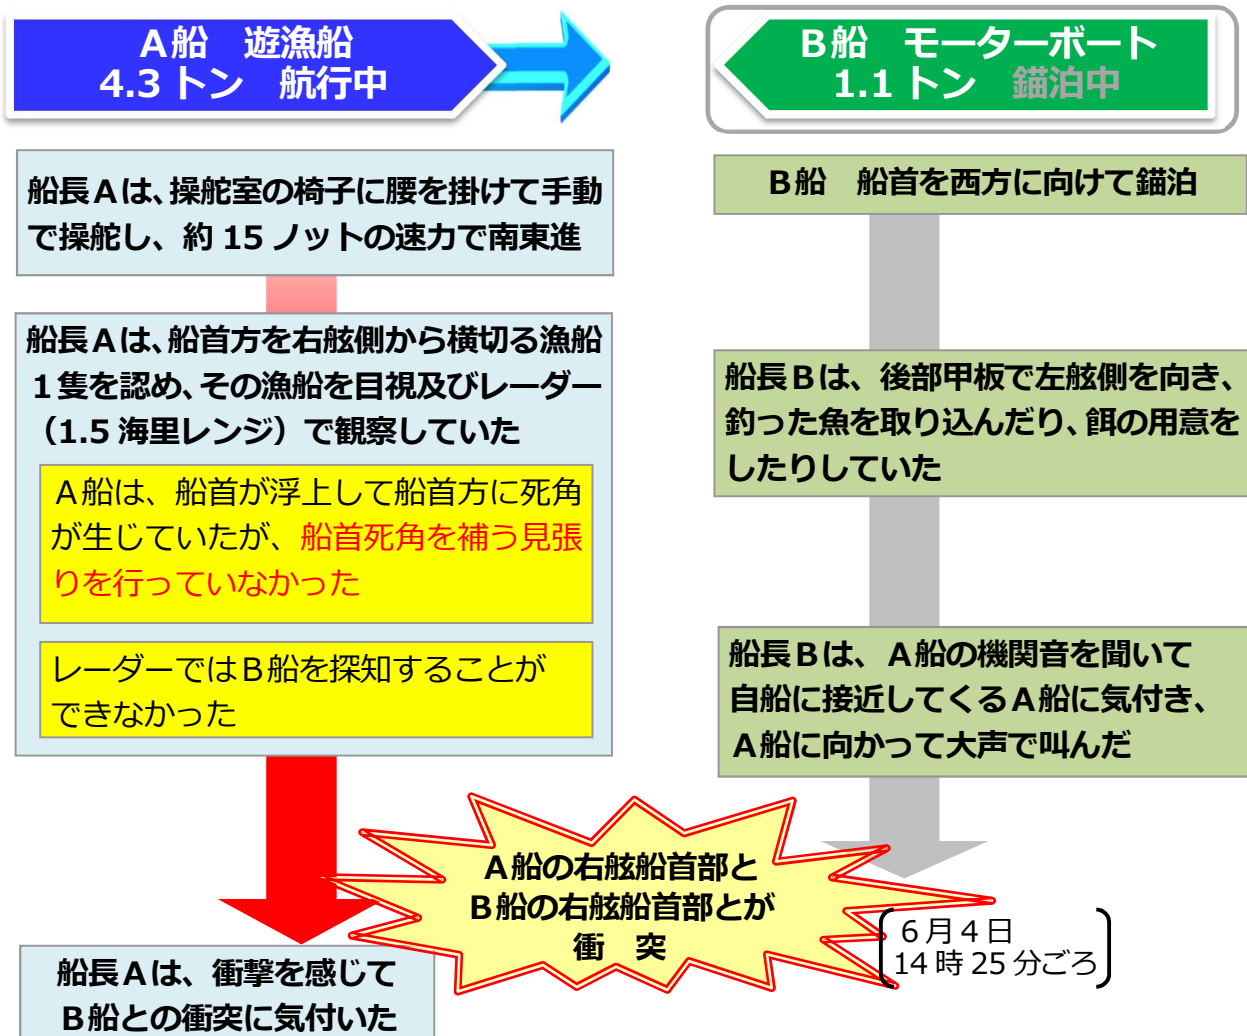 A船　遊漁船
4.3トン　航行中
B船　モーターボート
1.1トン　錨泊中
船長Aは、操舵室の椅子に腰を掛けて手動
で操舵し、約15ノットの速力で南東進
船長Aは、船首方を右舷側から横切る漁船
1隻を認め、その漁船を目視及びレーダー
（1.5海里レンジ）で観察していた
A船は、船首が浮上して船首方に死角
が生じていたが、船首死角を補う見張
りを行っていなかった
レーダーではB船を探知することが
できなかった
B船　船首を西方に向けて錨泊
船長Bは、後部甲板で左舷側を向き、
釣った魚を取り込んだり、餌の用意を
したりしていた
船長Bは、A船の機関音を聞いて
自船に接近してくるA船に気付き、
A船に向かって大声で叫んだ
A船の右舷船首部と
B船の右舷船首部とが
衝　突
6月4日
14時25分ごろ
船長Aは、衝撃を感じて
B船との衝突に気付いた